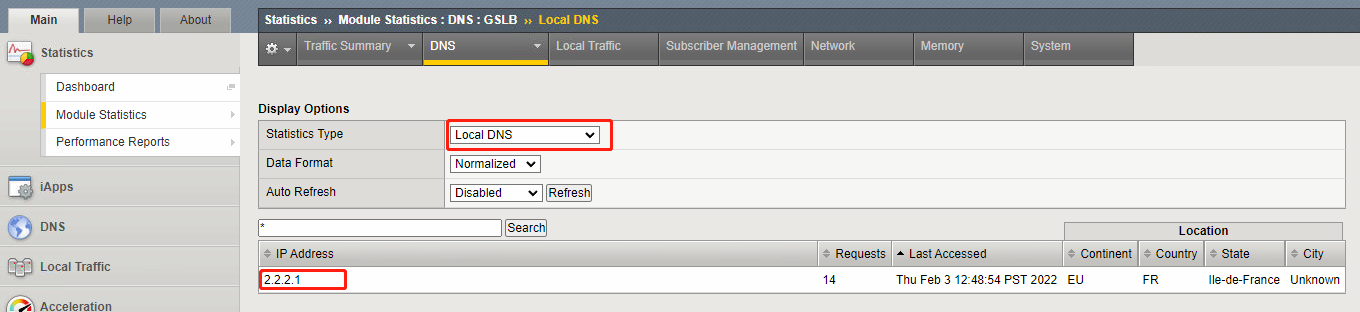 Main Help About
Statistics ›› Module Statistics : DNS : GSLB ›› Local DNS
Statistics
Dashboard
Module Statistics
Performance Reports
iApps
DNS
Local Traffic
Acceleration
Traffic Summary DNS Local Traffic Subscriber Management Network Memory System
Display Options
Statistics Type Local DNS
Data Format Normalized
Auto Refresh Disabled Refresh
* Search
Location
IP Address Requests Last Accessed Continent Country State City
2.2.2.1 14 Thu Feb 3 12:48:54 PST 2022 EU FR Ile-de-France Unknown